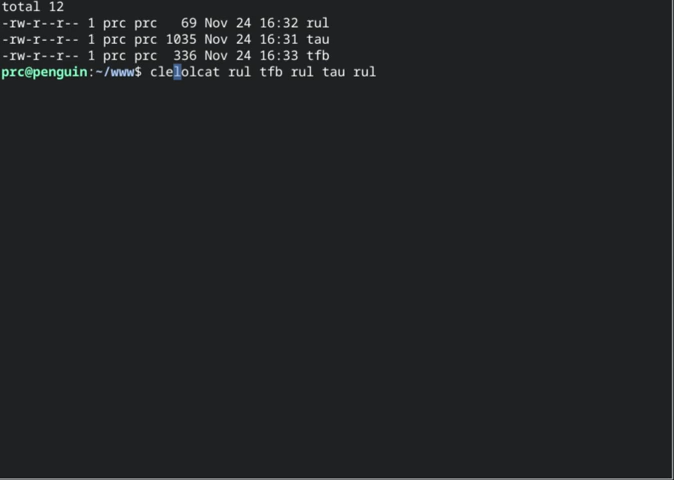 total 12
-rw-r--r-- 1 prc prc   69 Nov 24 16:32 rul
-rw-r--r-- 1 prc prc 1035 Nov 24 16:31 tau
-rw-r--r-- 1 prc prc  336 Nov 24 16:33 tfb
prc@penguin:~/www$ clelolcat rul tfb rul tau rul